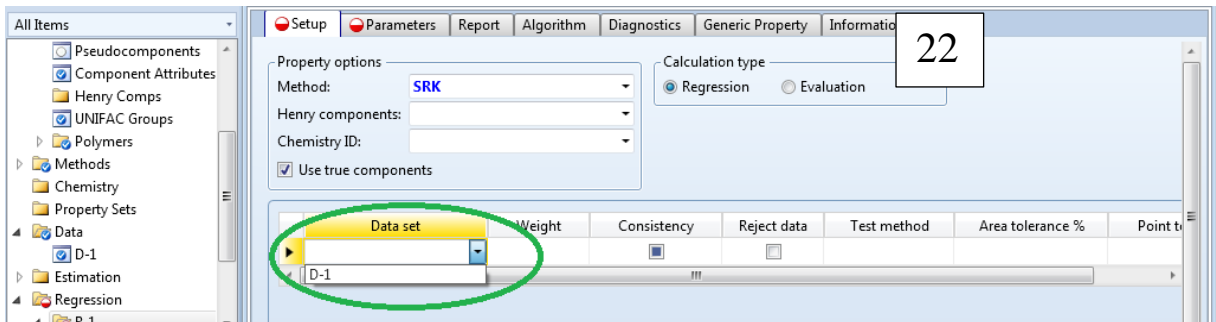 All Items
Pseudocomponents
Component Attributes
Henry Comps
UNIFAC Groups
Polymers
Methods
Chemistry
Property Sets
Data
D-1
Estimation
Regression
Setup Parameters Report Algorithm Diagnostics Generic Property Informatio
22
Property options
Method: SRK
Henry components:
Chemistry ID:
Use true components
Calculation type
Regression Evaluation
Data set Weight Consistency Reject data Test method Area tolerance % Point t
D-1